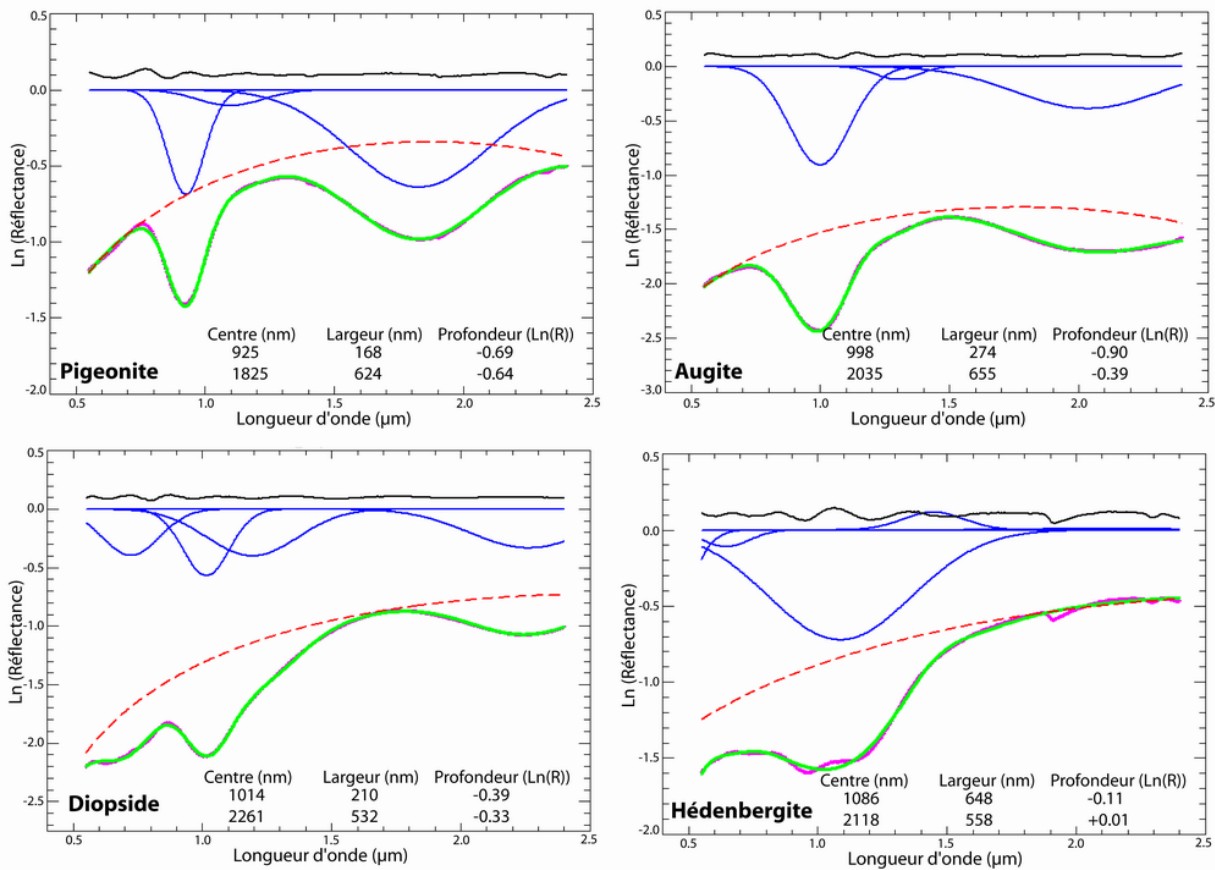 0.5
0.0
-0.5
-1.0
-1.5
-2.0
Ln (Réflectance)
Centre (nm) Largeur (nm) Profondeur (Ln(R))
925 168 -0.69
1825 624 -0.64
Pigeonite
0.5 1.0 1.5 2.0 2.5
Longueur d'onde (µm)
0.5
0.0
-0.5
-1.0
-1.5
-2.0
-2.5
-3.0
Ln (Réflectance)
Centre (nm) Largeur (nm) Profondeur (Ln(R))
998 274 -0.90
2035 655 -0.39
Augite
0.5 1.0 1.5 2.0 2.5
Longueur d'onde (µm)
0.5
0.0
-0.5
-1.0
-1.5
-2.0
-2.5
Ln (Réflectance)
Centre (nm) Largeur (nm) Profondeur (Ln(R))
1014 210 -0.39
2261 532 -0.33
Diopside
0.5 1.0 1.5 2.0 2.5
Longueur d'onde (µm)
0.5
0.0
-0.5
-1.0
-1.5
-2.0
Ln (Réflectance)
Centre (nm) Largeur (nm) Profondeur (Ln(R))
1086 648 -0.11
2118 558 +0.01
Hédenbergite
0.5 1.0 1.5 2.0 2.5
Longueur d'onde (µm)